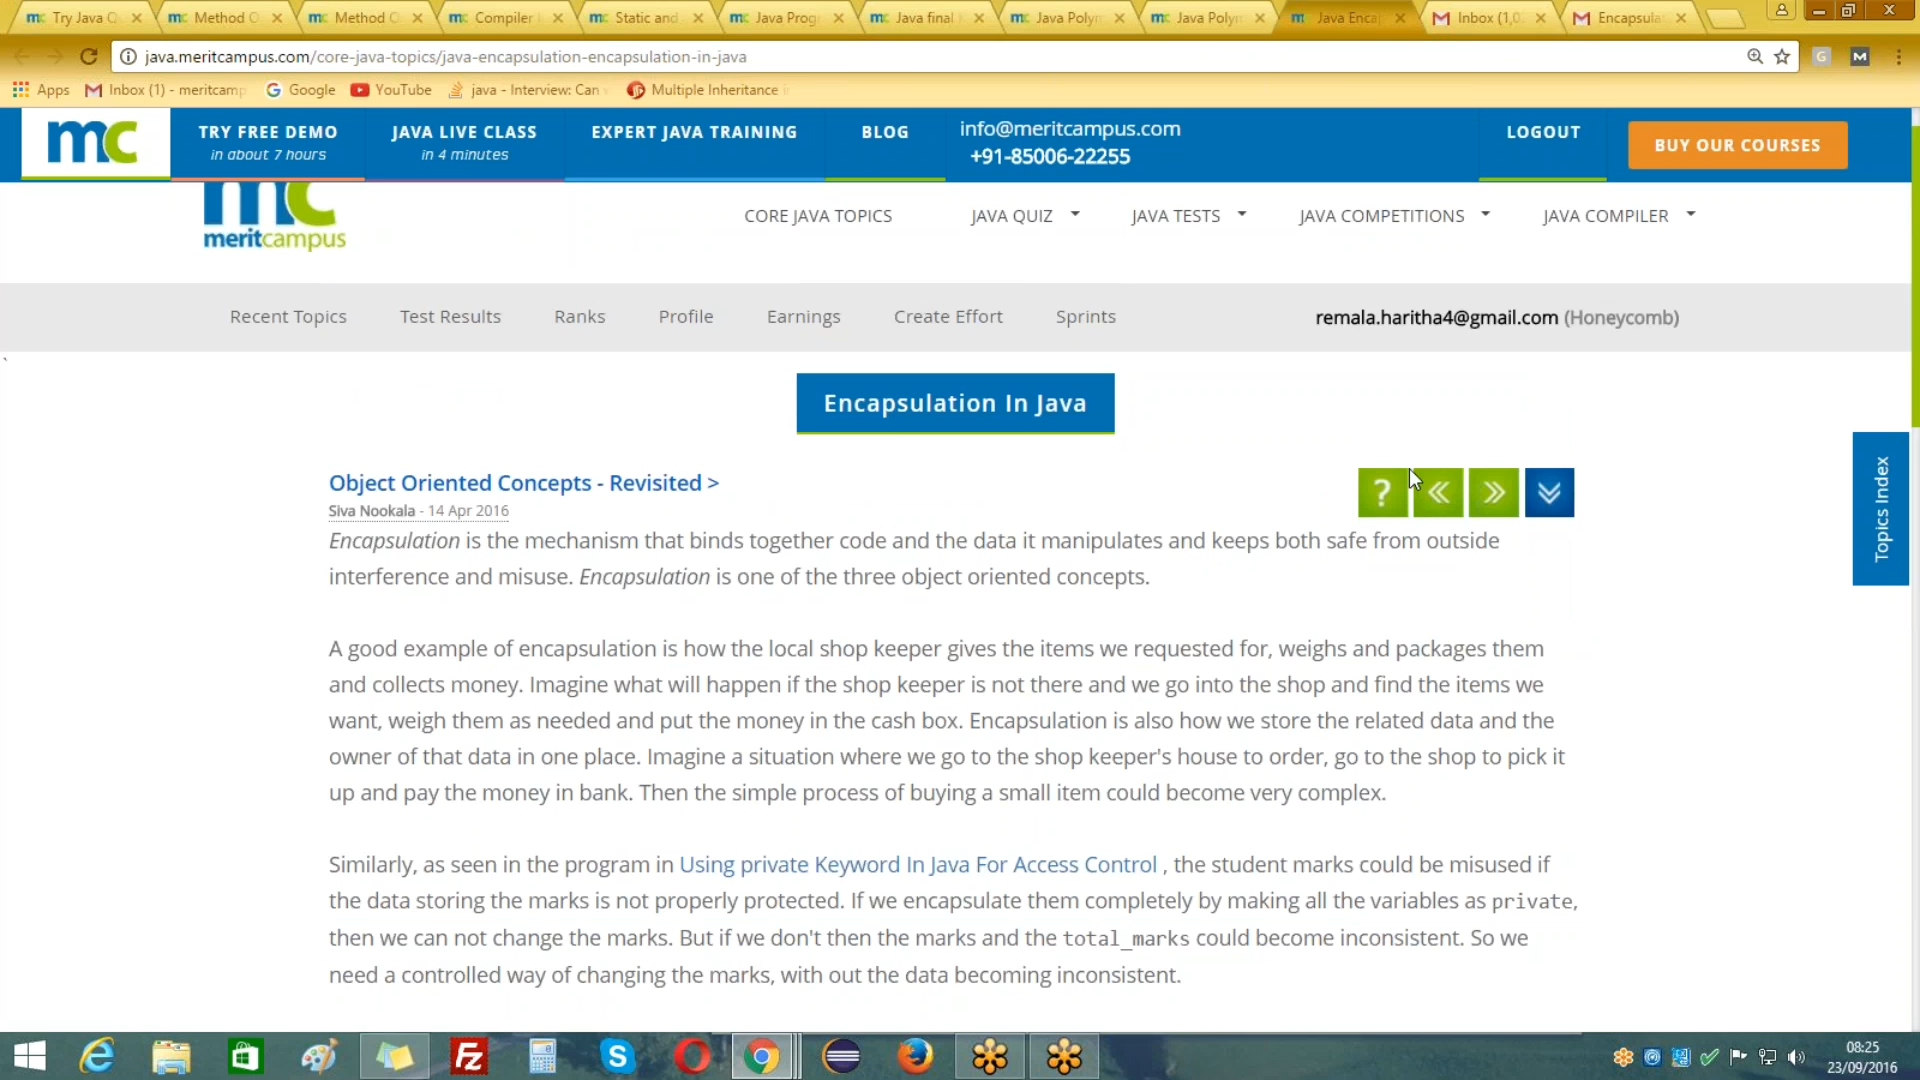 Try Java Q
Method O
Method O
Compiler I
Static and
Java Prog
Java final
Java Polym
Java Polym
Java Enca
Inbox (1,0
Encapsulat
java.meritcampus.com/core-java-topics/java-encapsulation-encapsulation-in-java
Apps
Inbox (1) - meritcamp
Google
YouTube
java - Interview: Can
Multiple Inheritance i
mc
TRY FREE DEMO
in about 7 hours
JAVA LIVE CLASS
in 4 minutes
EXPERT JAVA TRAINING
BLOG
info@meritcampus.com
+91-85006-22255
LOGOUT
BUY OUR COURSES
mc
meritcampus
CORE JAVA TOPICS
JAVA QUIZ
JAVA TESTS
JAVA COMPETITIONS
JAVA COMPILER
Recent Topics
Test Results
Ranks
Profile
Earnings
Create Effort
Sprints
remala.haritha4@gmail.com (Honeycomb)
Encapsulation In Java
Object Oriented Concepts - Revisited >
Siva Nookala - 14 Apr 2016
Encapsulation is the mechanism that binds together code and the data it manipulates and keeps both safe from outside
interference and misuse. Encapsulation is one of the three object oriented concepts.
A good example of encapsulation is how the local shop keeper gives the items we requested for, weighs and packages them
and collects money. Imagine what will happen if the shop keeper is not there and we go into the shop and find the items we
want, weigh them as needed and put the money in the cash box. Encapsulation is also how we store the related data and the
owner of that data in one place. Imagine a situation where we go to the shop keeper's house to order, go to the shop to pick it
up and pay the money in bank. Then the simple process of buying a small item could become very complex.
Similarly, as seen in the program in Using private Keyword In Java For Access Control , the student marks could be misused if
the data storing the marks is not properly protected. If we encapsulate them completely by making all the variables as private,
then we can not change the marks. But if we don't then the marks and the total_marks could become inconsistent. So we
need a controlled way of changing the marks, with out the data becoming inconsistent.
Topics Index
08:25
23/09/2016